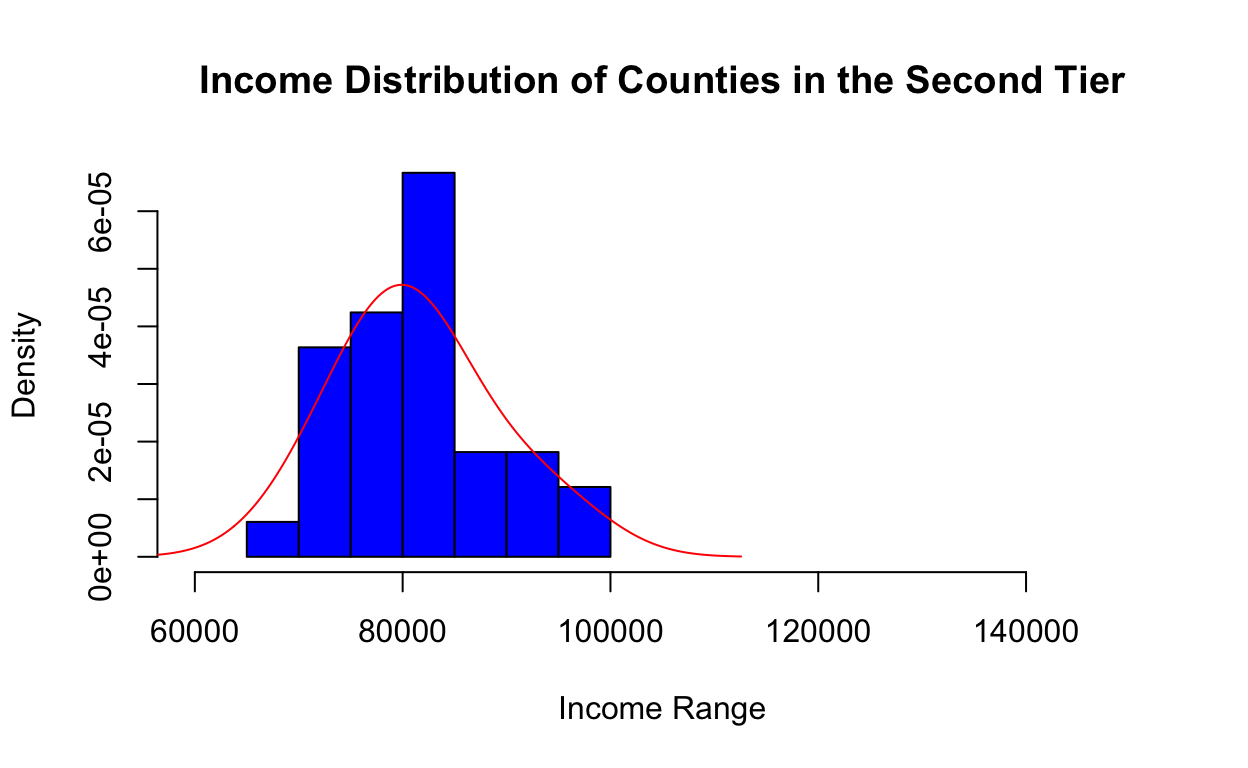 Income Distribution of Counties in the Second Tier
Density
6e-05
4e-05
2e-05
0e+00
60000 80000 100000 120000 140000
Income Range